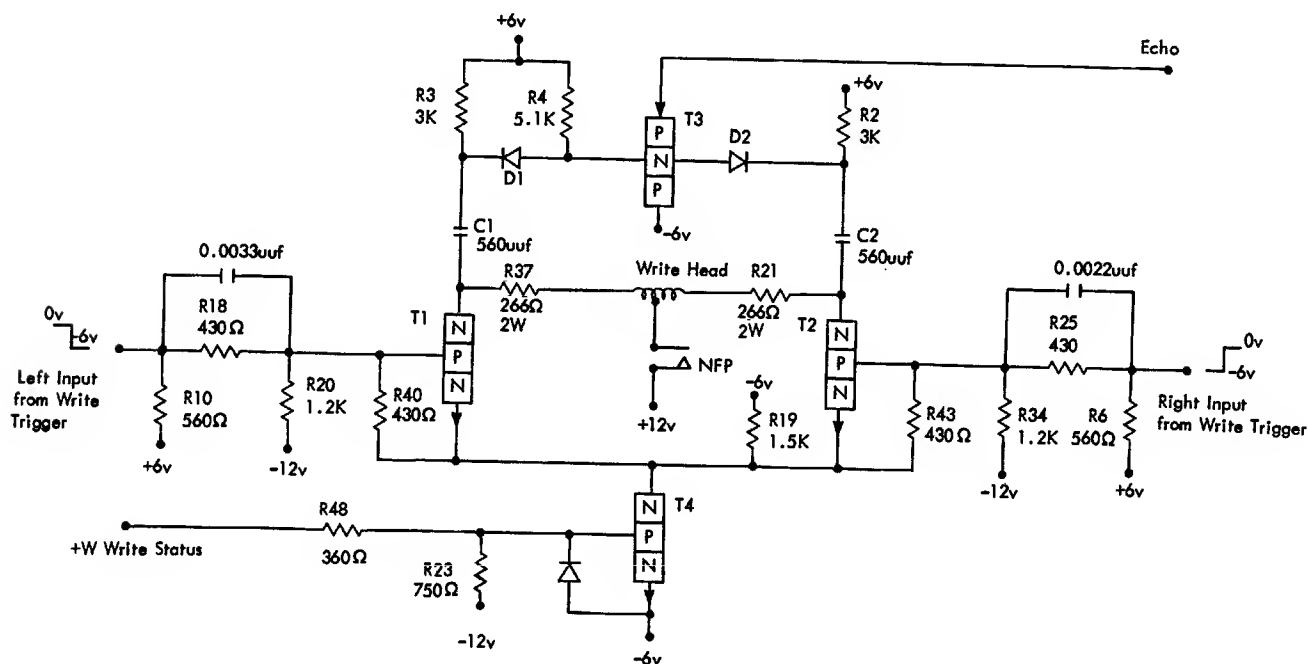 +6v
Echo
R3
3K
R4
5.1K
T3
+6v
R2
3K
P
N
P
D1
D2
-6v
C1
560uuf
C2
560uuf
0.0033uuf
R18
430Ω
0v
-6v
Left Input
from Write
Trigger
R10
560Ω
+6v
R20
1.2K
-12v
R40
430Ω
T1
N
P
N
R37
266Ω
2W
Write Head
R21
266Ω
2W
Δ NFP
+12v
T2
N
P
N
-6v
R19
1.5K
R43
430Ω
0.0022uuf
R25
430
R34
1.2K
-12v
R6
560Ω
+6v
0v
-6v
Right Input
from Write Trigger
+W Write Status
R48
360Ω
R23
750Ω
-12v
T4
N
P
N
-6v